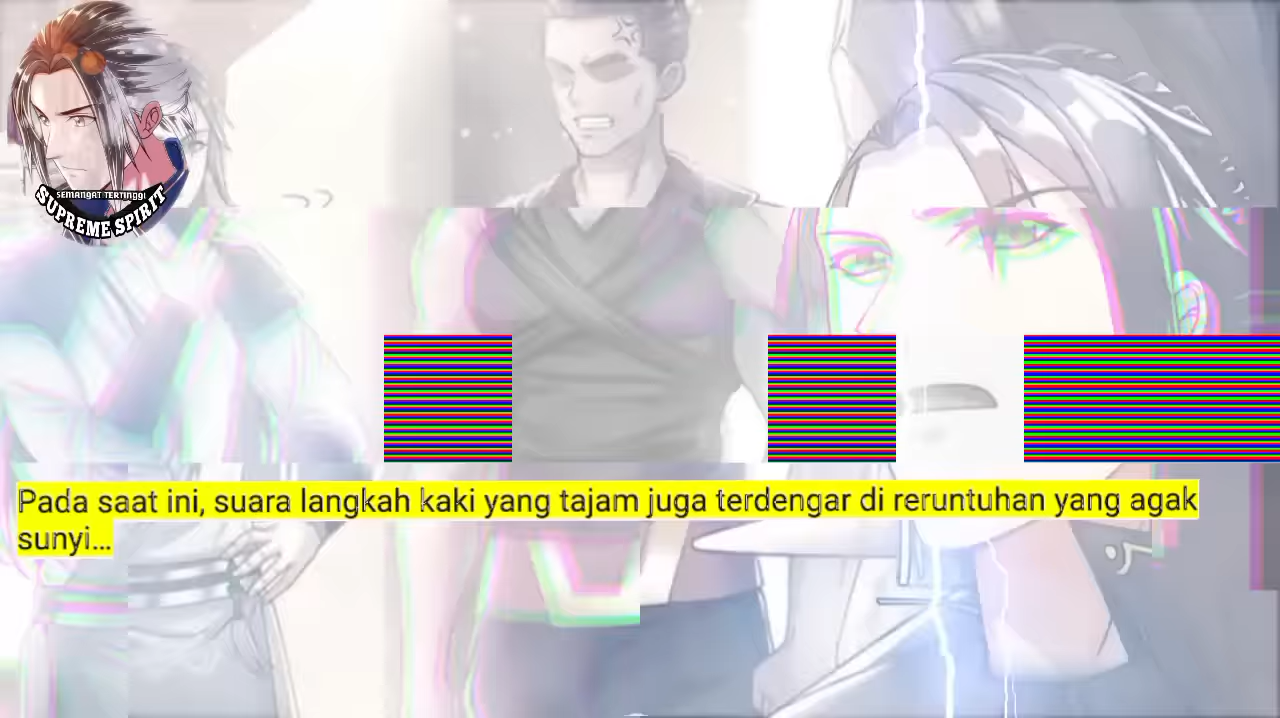 SEMANGAT TERTINGGI
SUPREME SPIRIT
Pada saat ini, suara langkah kaki yang tajam juga terdengar di reruntuhan yang agak
sunyi...